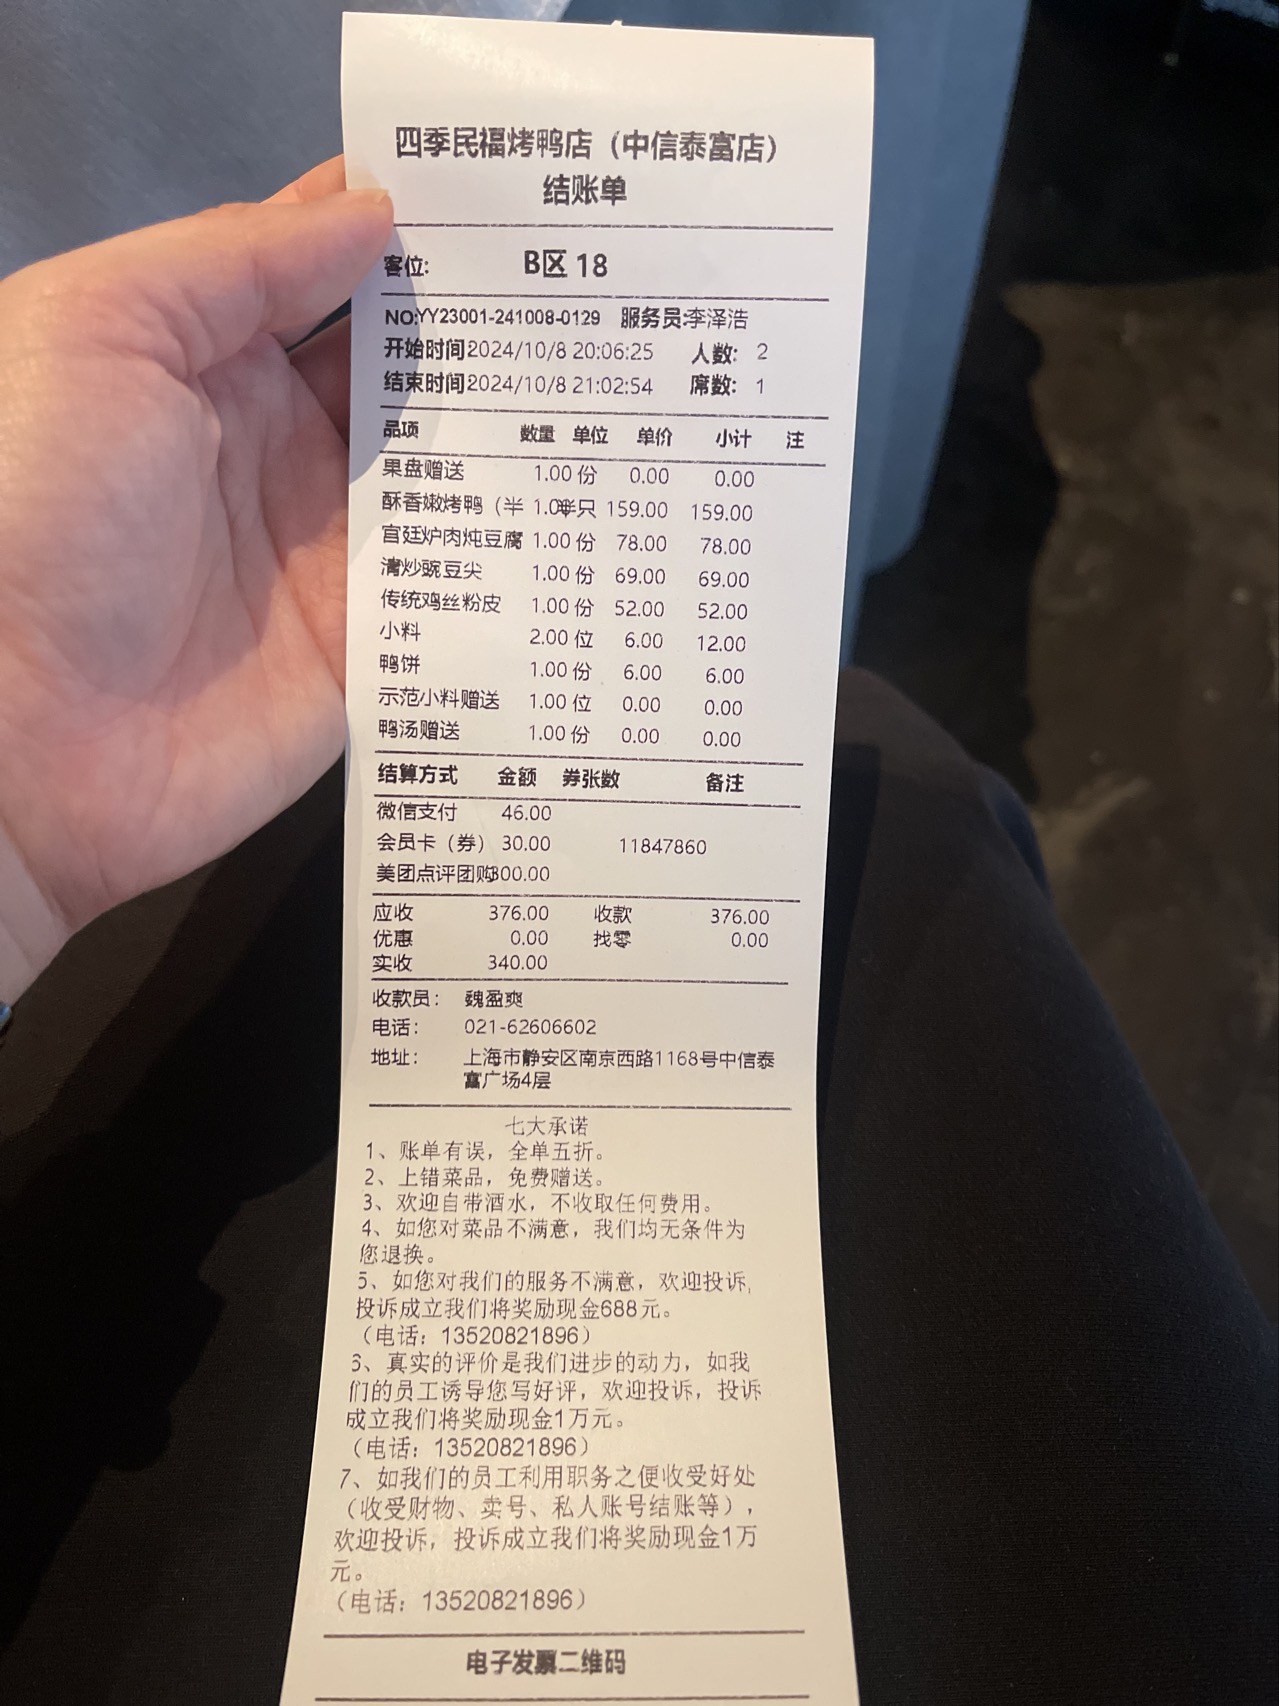 四季民福烤鸭店（中信泰富店）
结账单
客位: B区 18
NO:YY23001-241008-0129 服务员:李泽浩
开始时间2024/10/8 20:06:25 人数: 2
结束时间2024/10/8 21:02:54 席数: 1
品项 数量 单位 单价 小计 注
果盘赠送 1.00 份 0.00 0.00
酥香嫩烤鸭（半 1.00半只 159.00 159.00
宫廷炉肉炖豆腐 1.00 份 78.00 78.00
清炒豌豆尖 1.00 份 69.00 69.00
传统鸡丝粉皮 1.00 份 52.00 52.00
小料 2.00 位 6.00 12.00
鸭饼 1.00 份 6.00 6.00
示范小料赠送 1.00 位 0.00 0.00
鸭汤赠送 1.00 份 0.00 0.00
结算方式 金额 券张数 备注
微信支付 46.00
会员卡（券） 30.00 11847860
美团点评团购300.00
应收 376.00 收款 376.00
优惠 0.00 找零 0.00
实收 340.00
收款员： 魏盈爽
电话： 021-62606602
地址： 上海市静安区南京西路1168号中信泰
富广场4层
七大承诺
1、账单有误，全单五折。
2、上错菜品，免费赠送。
3、欢迎自带酒水，不收取任何费用。
4、如您对菜品不满意，我们均无条件为
您退换。
5、如您对我们的服务不满意，欢迎投诉，
投诉成立我们将奖励现金688元。
（电话：13520821896）
6、真实的评价是我们进步的动力，如我
们的员工诱导您写好评，欢迎投诉，投诉
成立我们将奖励现金1万元。
（电话：13520821896）
7、如我们的员工利用职务之便收受好处
（收受财物、卖号、私人账号结账等），
欢迎投诉，投诉成立我们将奖励现金1万
元。
（电话：13520821896）
电子发票二维码